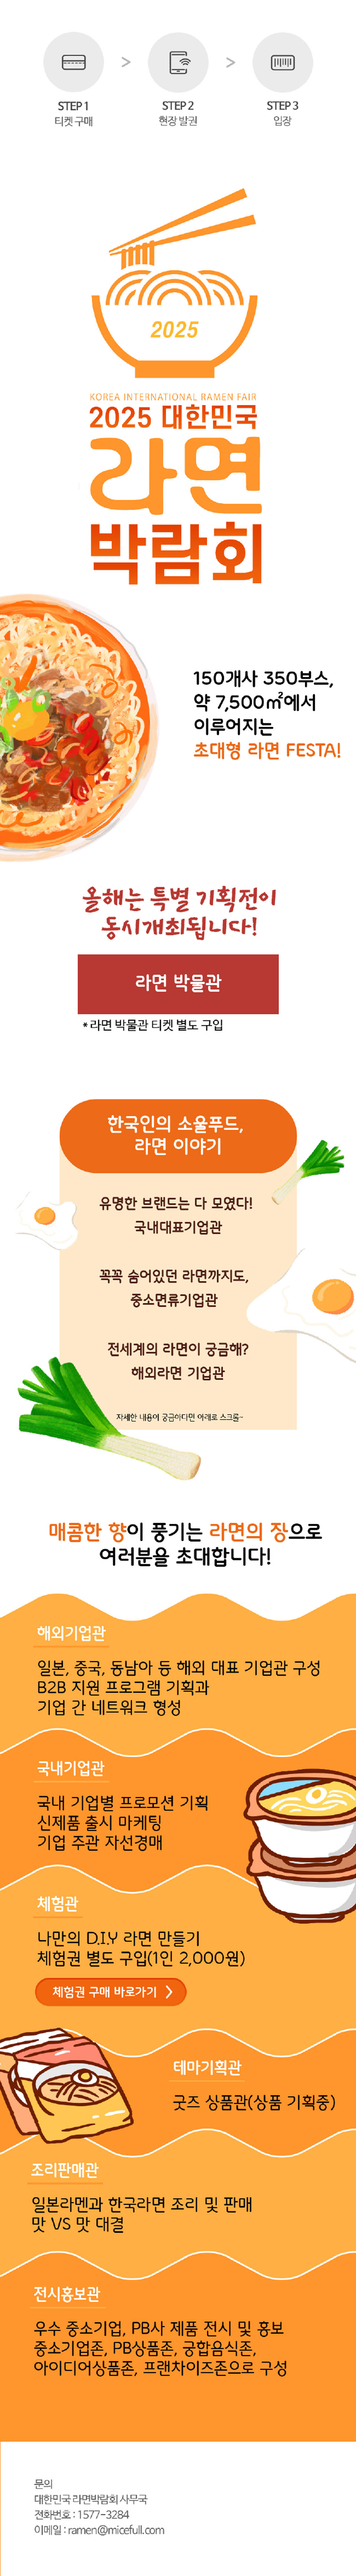 STEP 1
티켓 구매
>
STEP 2
현장 발권
>
STEP 3
입장
2025
KOREA INTERNATIONAL RAMEN FAIR
2025 대한민국
라면
박람회
150개사 350부스,
약 7,500㎡에서
이루어지는
초대형 라면 FESTA!
올해는 특별 기획전이
동시개최됩니다!
라면 박물관
*라면 박물관 티켓 별도 구입
한국인의 소울푸드,
라면 이야기
유명한 브랜드는 다 모였다!
국내대표기업관
꼭꼭 숨어있던 라면까지도,
중소면류기업관
전세계의 라면이 궁금해?
해외라면 기업관
자세한 내용이 궁금하다면 아래로 스크롤~
매콤한 향이 풍기는 라면의 장으로
여러분을 초대합니다!
해외기업관
일본, 중국, 동남아 등 해외 대표 기업관 구성
B2B 지원 프로그램 기획과
기업 간 네트워크 형성
국내기업관
국내 기업별 프로모션 기획
신제품 출시 마케팅
기업 주관 자선경매
체험관
나만의 D.I.Y 라면 만들기
체험권 별도 구입(1인 2,000원)
체험권 구매 바로가기 >
테마기획관
굿즈 상품관(상품 기획중)
조리판매관
일본라멘과 한국라면 조리 및 판매
맛 VS 맛 대결
전시홍보관
우수 중소기업, PB사 제품 전시 및 홍보
중소기업존, PB상품존, 궁합음식존,
아이디어상품존, 프랜차이즈존으로 구성
문의
대한민국 라면박람회 사무국
전화번호 : 1577-3284
이메일 : ramen@micefull.com